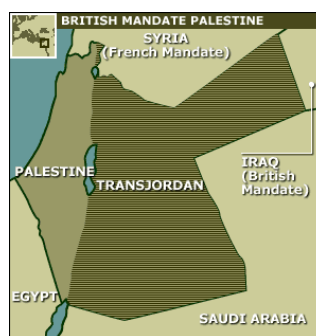 BRITISH MANDATE PALESTINE
SYRIA
(French Mandate)
IRAQ
(British
Mandate)
PALESTINE
TRANSJORDAN
EGYPT
SAUDI ARABIA